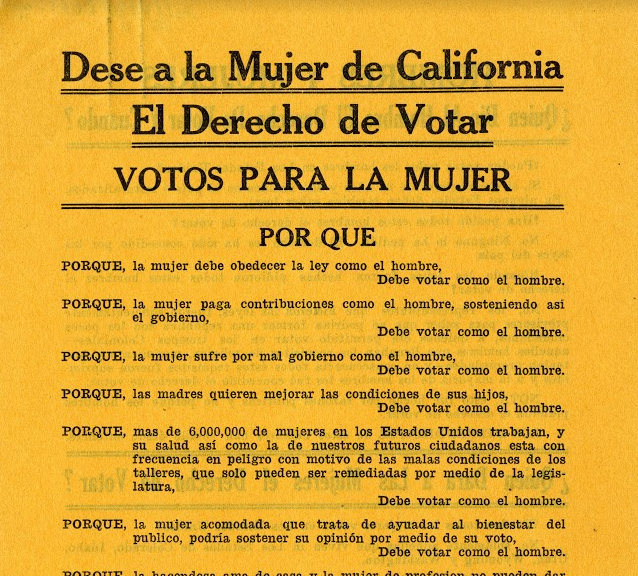 Dese a la Mujer de California
El Derecho de Votar
VOTOS PARA LA MUJER
POR QUE
PORQUE, la mujer debe obedecer la ley como el hombre,
Debe votar como el hombre.
PORQUE, la mujer paga contribuciones como el hombre, sosteniendo asi
el gobierno,
Debe votar como el hombre.
PORQUE, la mujer sufre por mal gobierno como el hombre,
Debe votar como el hombre.
PORQUE, las madres quieren mejorar las condiciones de sus hijos,
Debe votar como el hombre.
PORQUE, mas de 6,000,000 de mujeres en los Estados Unidos trabajan, y
su salud así como la de nuestros futuros ciudadanos esta con
frecuencia en peligro con motivo de las malas condiciones de los
talleres, que solo pueden ser remediadas por medio de la legis-
latura,
Debe votar como el hombre.
PORQUE, la mujer acomodada que trata de ayuadar al bienestar del
publico, podría sostener su opinión por medio de su voto,
Debe votar como el hombre.
PORQUE, la hacendosa ama de casa y la mujer de profesion no pueden dar